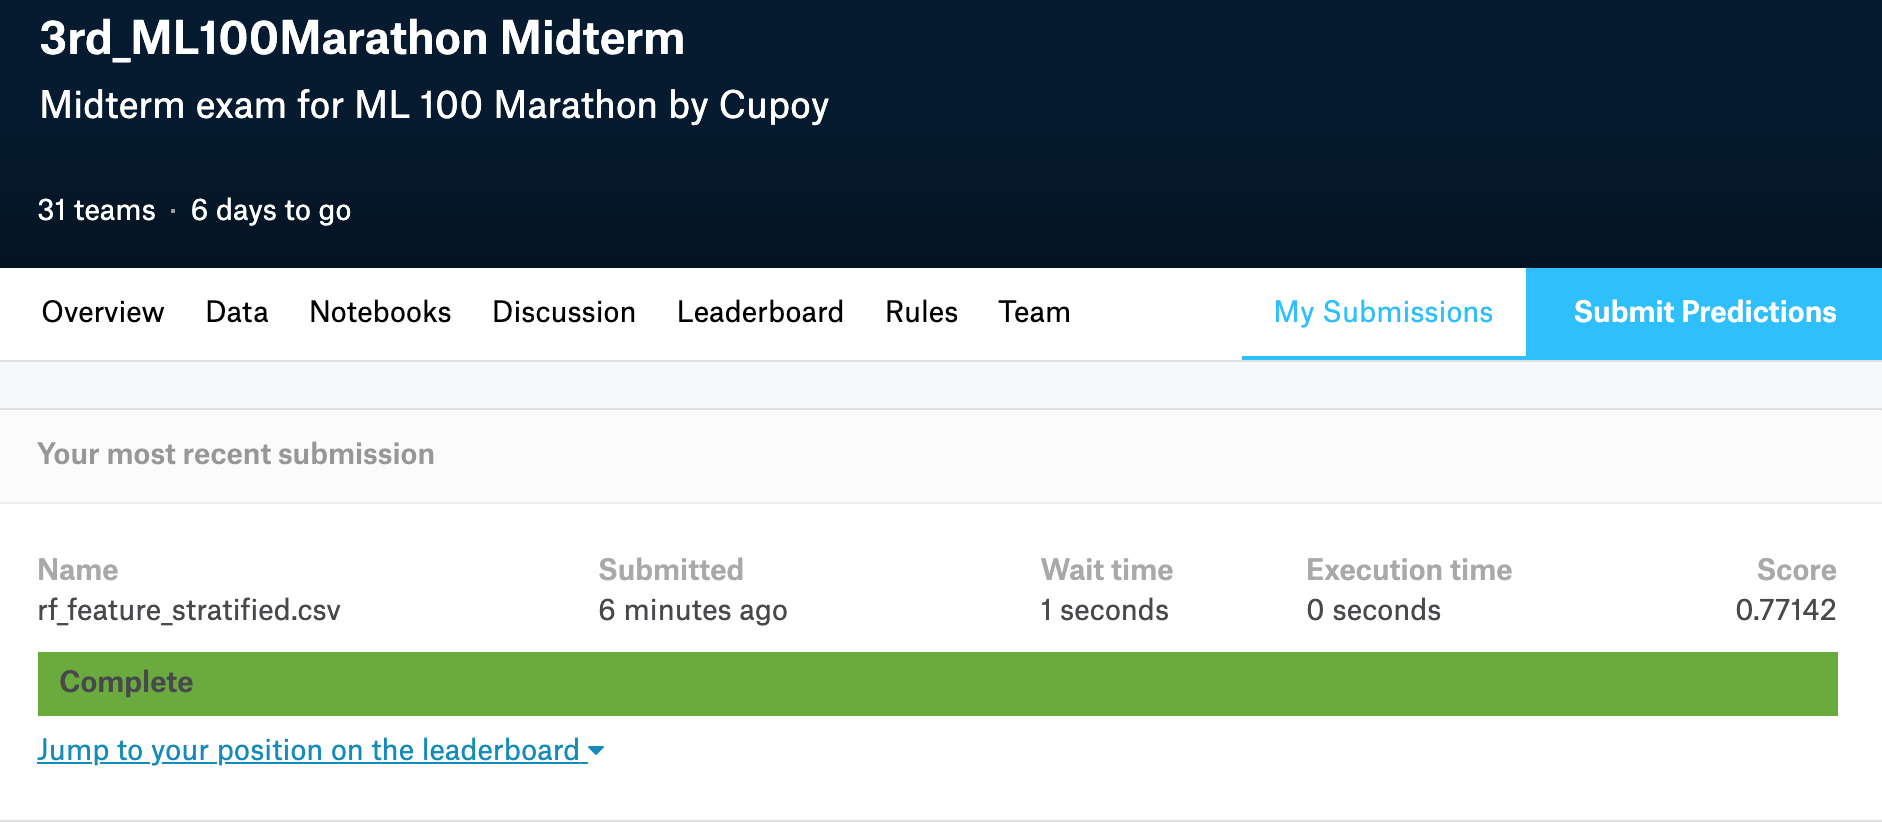 3rd_ML100Marathon Midterm
Midterm exam for ML 100 Marathon by Cupoy
31 teams · 6 days to go
Overview Data Notebooks Discussion Leaderboard Rules Team My Submissions Submit Predictions
Your most recent submission
Name Submitted Wait time Execution time Score
rf_feature_stratified.csv 6 minutes ago 1 seconds 0 seconds 0.77142
Complete
Jump to your position on the leaderboard